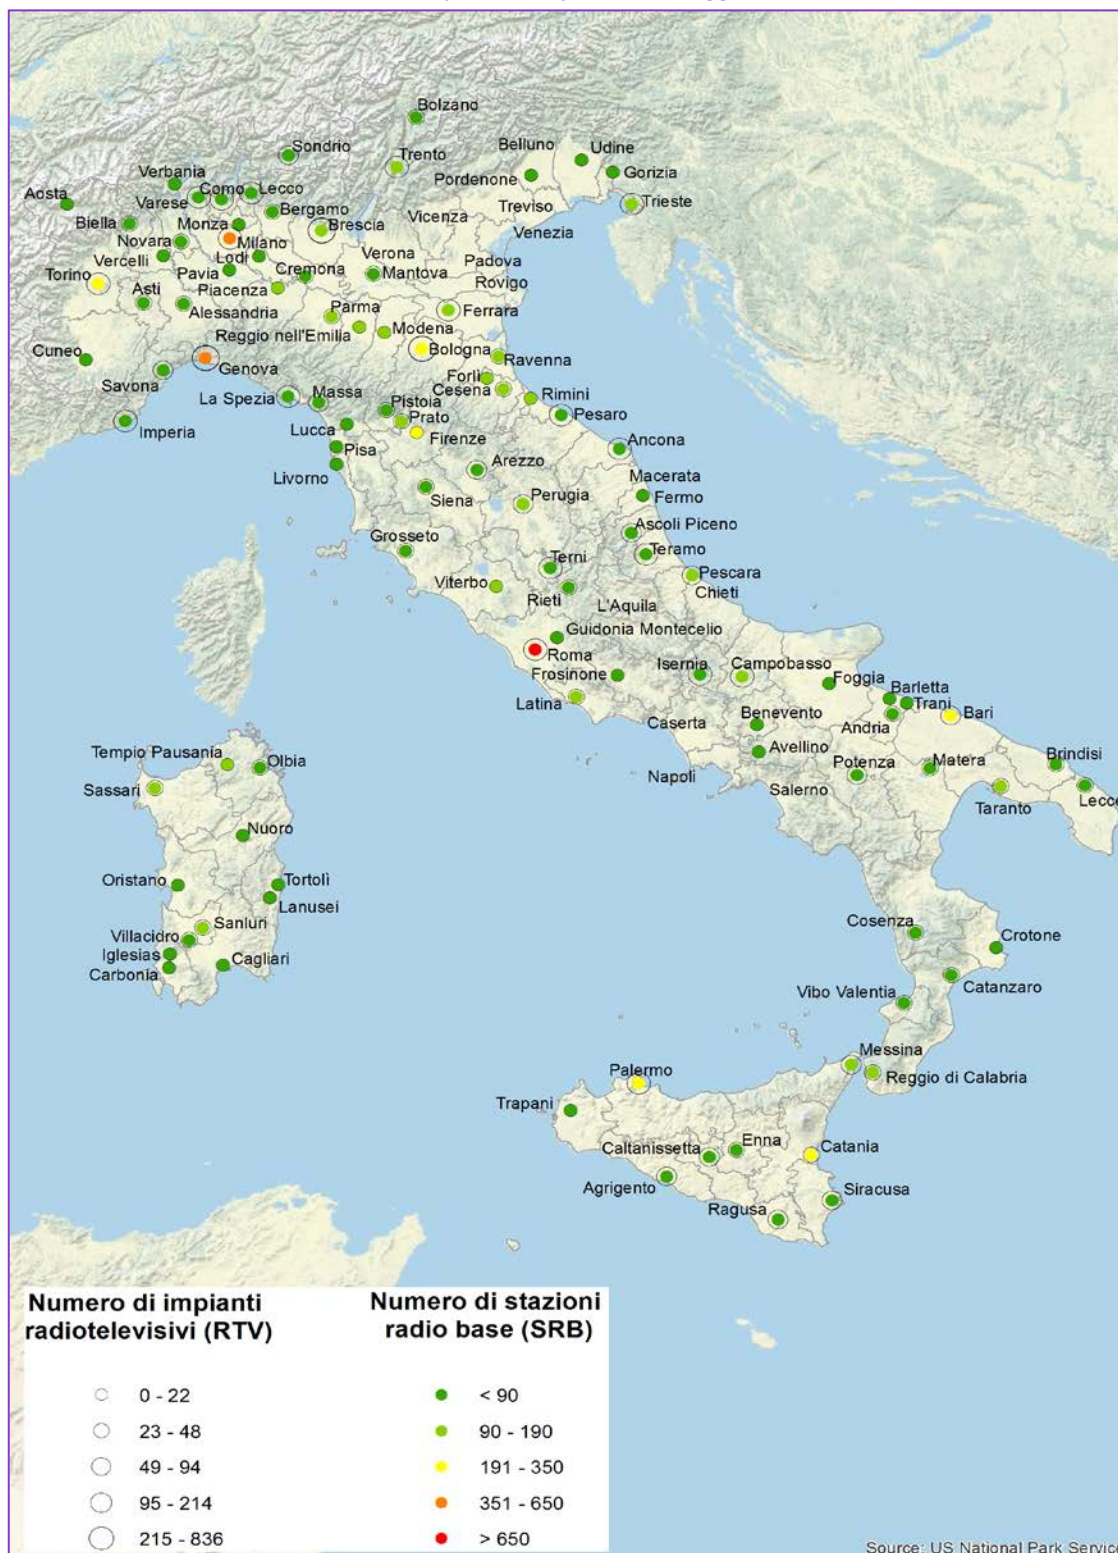 Bolzano
Sondrio
Trento
Belluno
Udine
Verbania
Como
Lecco
Pordenone
Gorizia
Aosta
Varese
Bergamo
Treviso
Trieste
Biella
Monza
Brescia
Vicenza
Venezia
Novara
Milano
Verona
Padova
Vercelli
Lodi
Torino
Pavia
Cremona
Mantova
Rovigo
Asti
Piacenza
Alessandria
Parma
Ferrara
Reggio nell'Emilia
Modena
Cuneo
Genova
Bologna
Ravenna
Savona
Forlì
Cesena
Rimini
La Spezia
Massa
Pistoia
Pesaro
Imperia
Lucca
Prato
Firenze
Ancona
Pisa
Arezzo
Livorno
Macerata
Siena
Perugia
Fermo
Ascoli Piceno
Grosseto
Teramo
Terni
Pescara
Viterbo
Rieti
Chieti
L'Aquila
Guidonia Montecelio
Roma
Isernia
Campobasso
Frosinone
Foggia
Barletta
Latina
Trani
Caserta
Benevento
Andria
Bari
Tempio Pausania
Olbia
Avellino
Brindisi
Napoli
Potenza
Matera
Sassari
Salerno
Taranto
Lecce
Nuoro
Oristano
Tortolì
Lanusei
Sanluri
Cosenza
Villacidro
Crotone
Iglesias
Cagliari
Carbonia
Catanzaro
Vibo Valentia
Messina
Palermo
Reggio di Calabria
Trapani
Enna
Caltanissetta
Catania
Agrigento
Siracusa
Ragusa
Numero di impianti
radiotelevisivi (RTV)
0 - 22
23 - 48
49 - 94
95 - 214
215 - 836
Numero di stazioni
radio base (SRB)
< 90
90 - 190
191 - 350
351 - 650
> 650
Source: US National Park Service